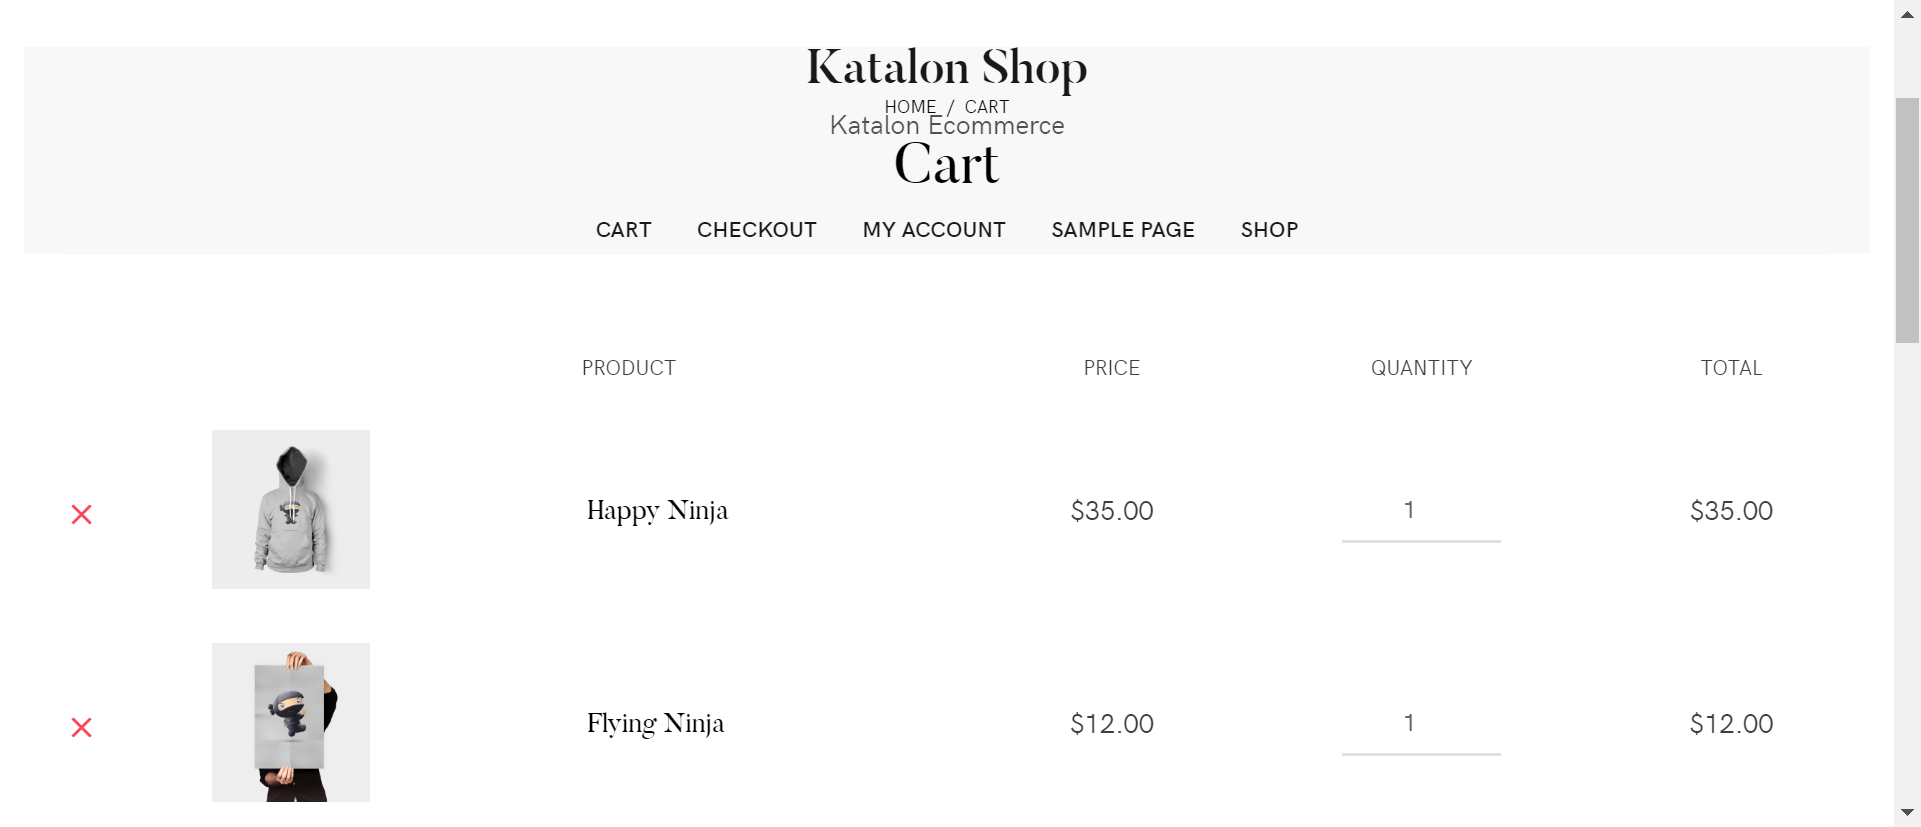 Katalon Shop
HOME / CART
Katalon Ecommerce
Cart
CART CHECKOUT MY ACCOUNT SAMPLE PAGE SHOP
PRODUCT PRICE QUANTITY TOTAL
Happy Ninja $35.00 1 $35.00
Flying Ninja $12.00 1 $12.00